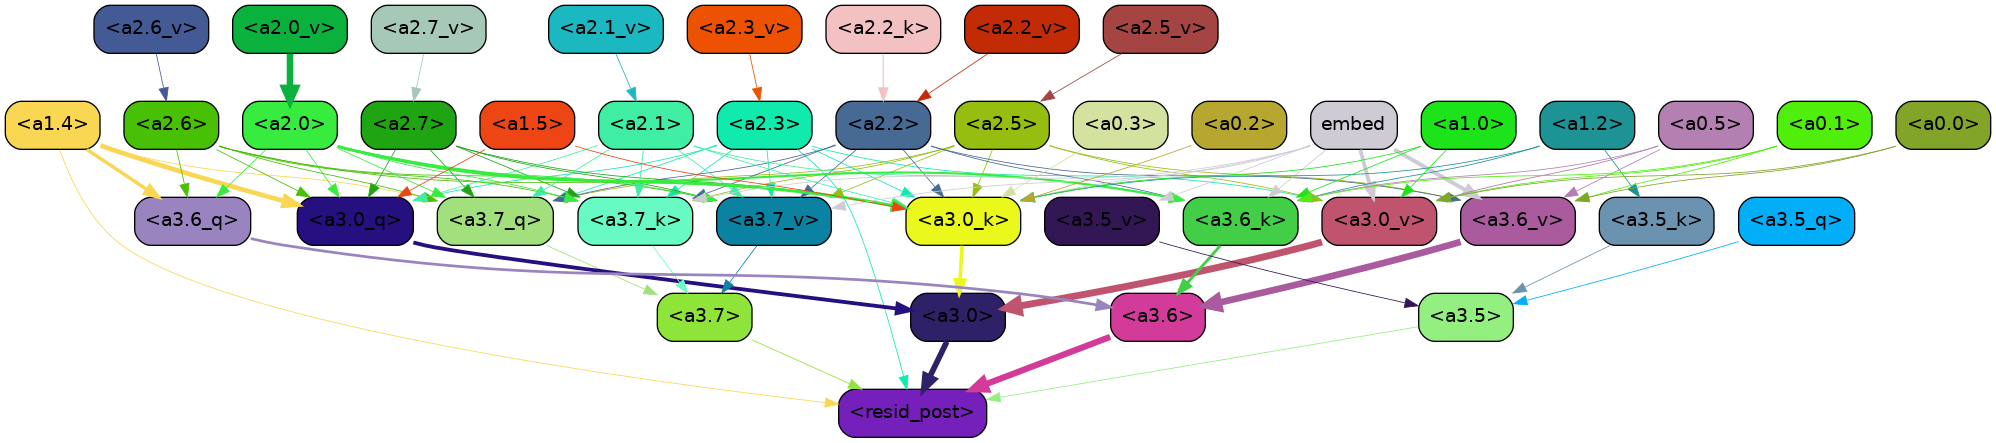 <a2.6_v> <a2.0_v> <a2.7_v> <a2.1_v> <a2.3_v> <a2.2_k> <a2.2_v> <a2.5_v>
<a1.4> <a2.6> <a2.0> <a2.7> <a1.5> <a2.1> <a2.3> <a2.2> <a2.5> <a0.3> <a0.2> embed <a1.0> <a1.2> <a0.5> <a0.1> <a0.0>
<a3.6_q> <a3.0_q> <a3.7_q> <a3.7_k> <a3.7_v> <a3.0_k> <a3.5_v> <a3.6_k> <a3.0_v> <a3.6_v> <a3.5_k> <a3.5_q>
<a3.7> <a3.0> <a3.6> <a3.5>
<resid_post>